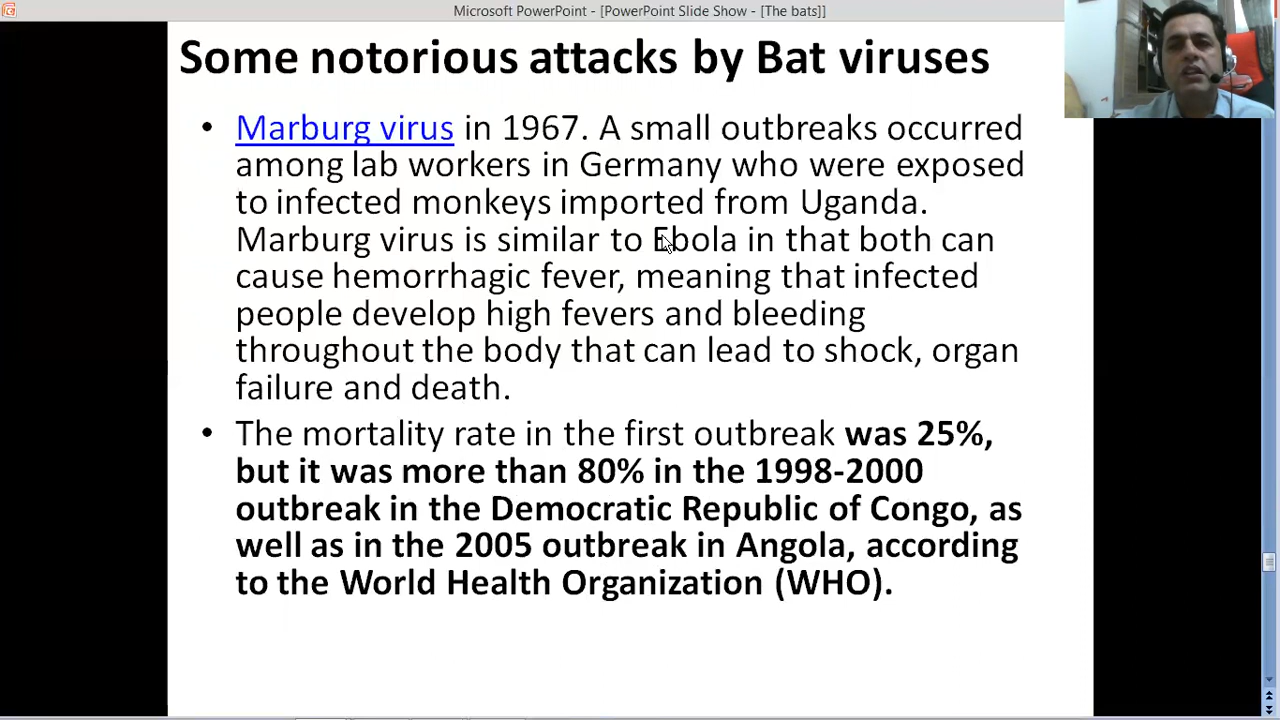 Microsoft PowerPoint - [PowerPoint Slide Show - [The bats]]
Some notorious attacks by Bat viruses
• Marburg virus in 1967. A small outbreaks occurred
among lab workers in Germany who were exposed
to infected monkeys imported from Uganda.
Marburg virus is similar to Ebola in that both can
cause hemorrhagic fever, meaning that infected
people develop high fevers and bleeding
throughout the body that can lead to shock, organ
failure and death.
• The mortality rate in the first outbreak was 25%,
but it was more than 80% in the 1998-2000
outbreak in the Democratic Republic of Congo, as
well as in the 2005 outbreak in Angola, according
to the World Health Organization (WHO).